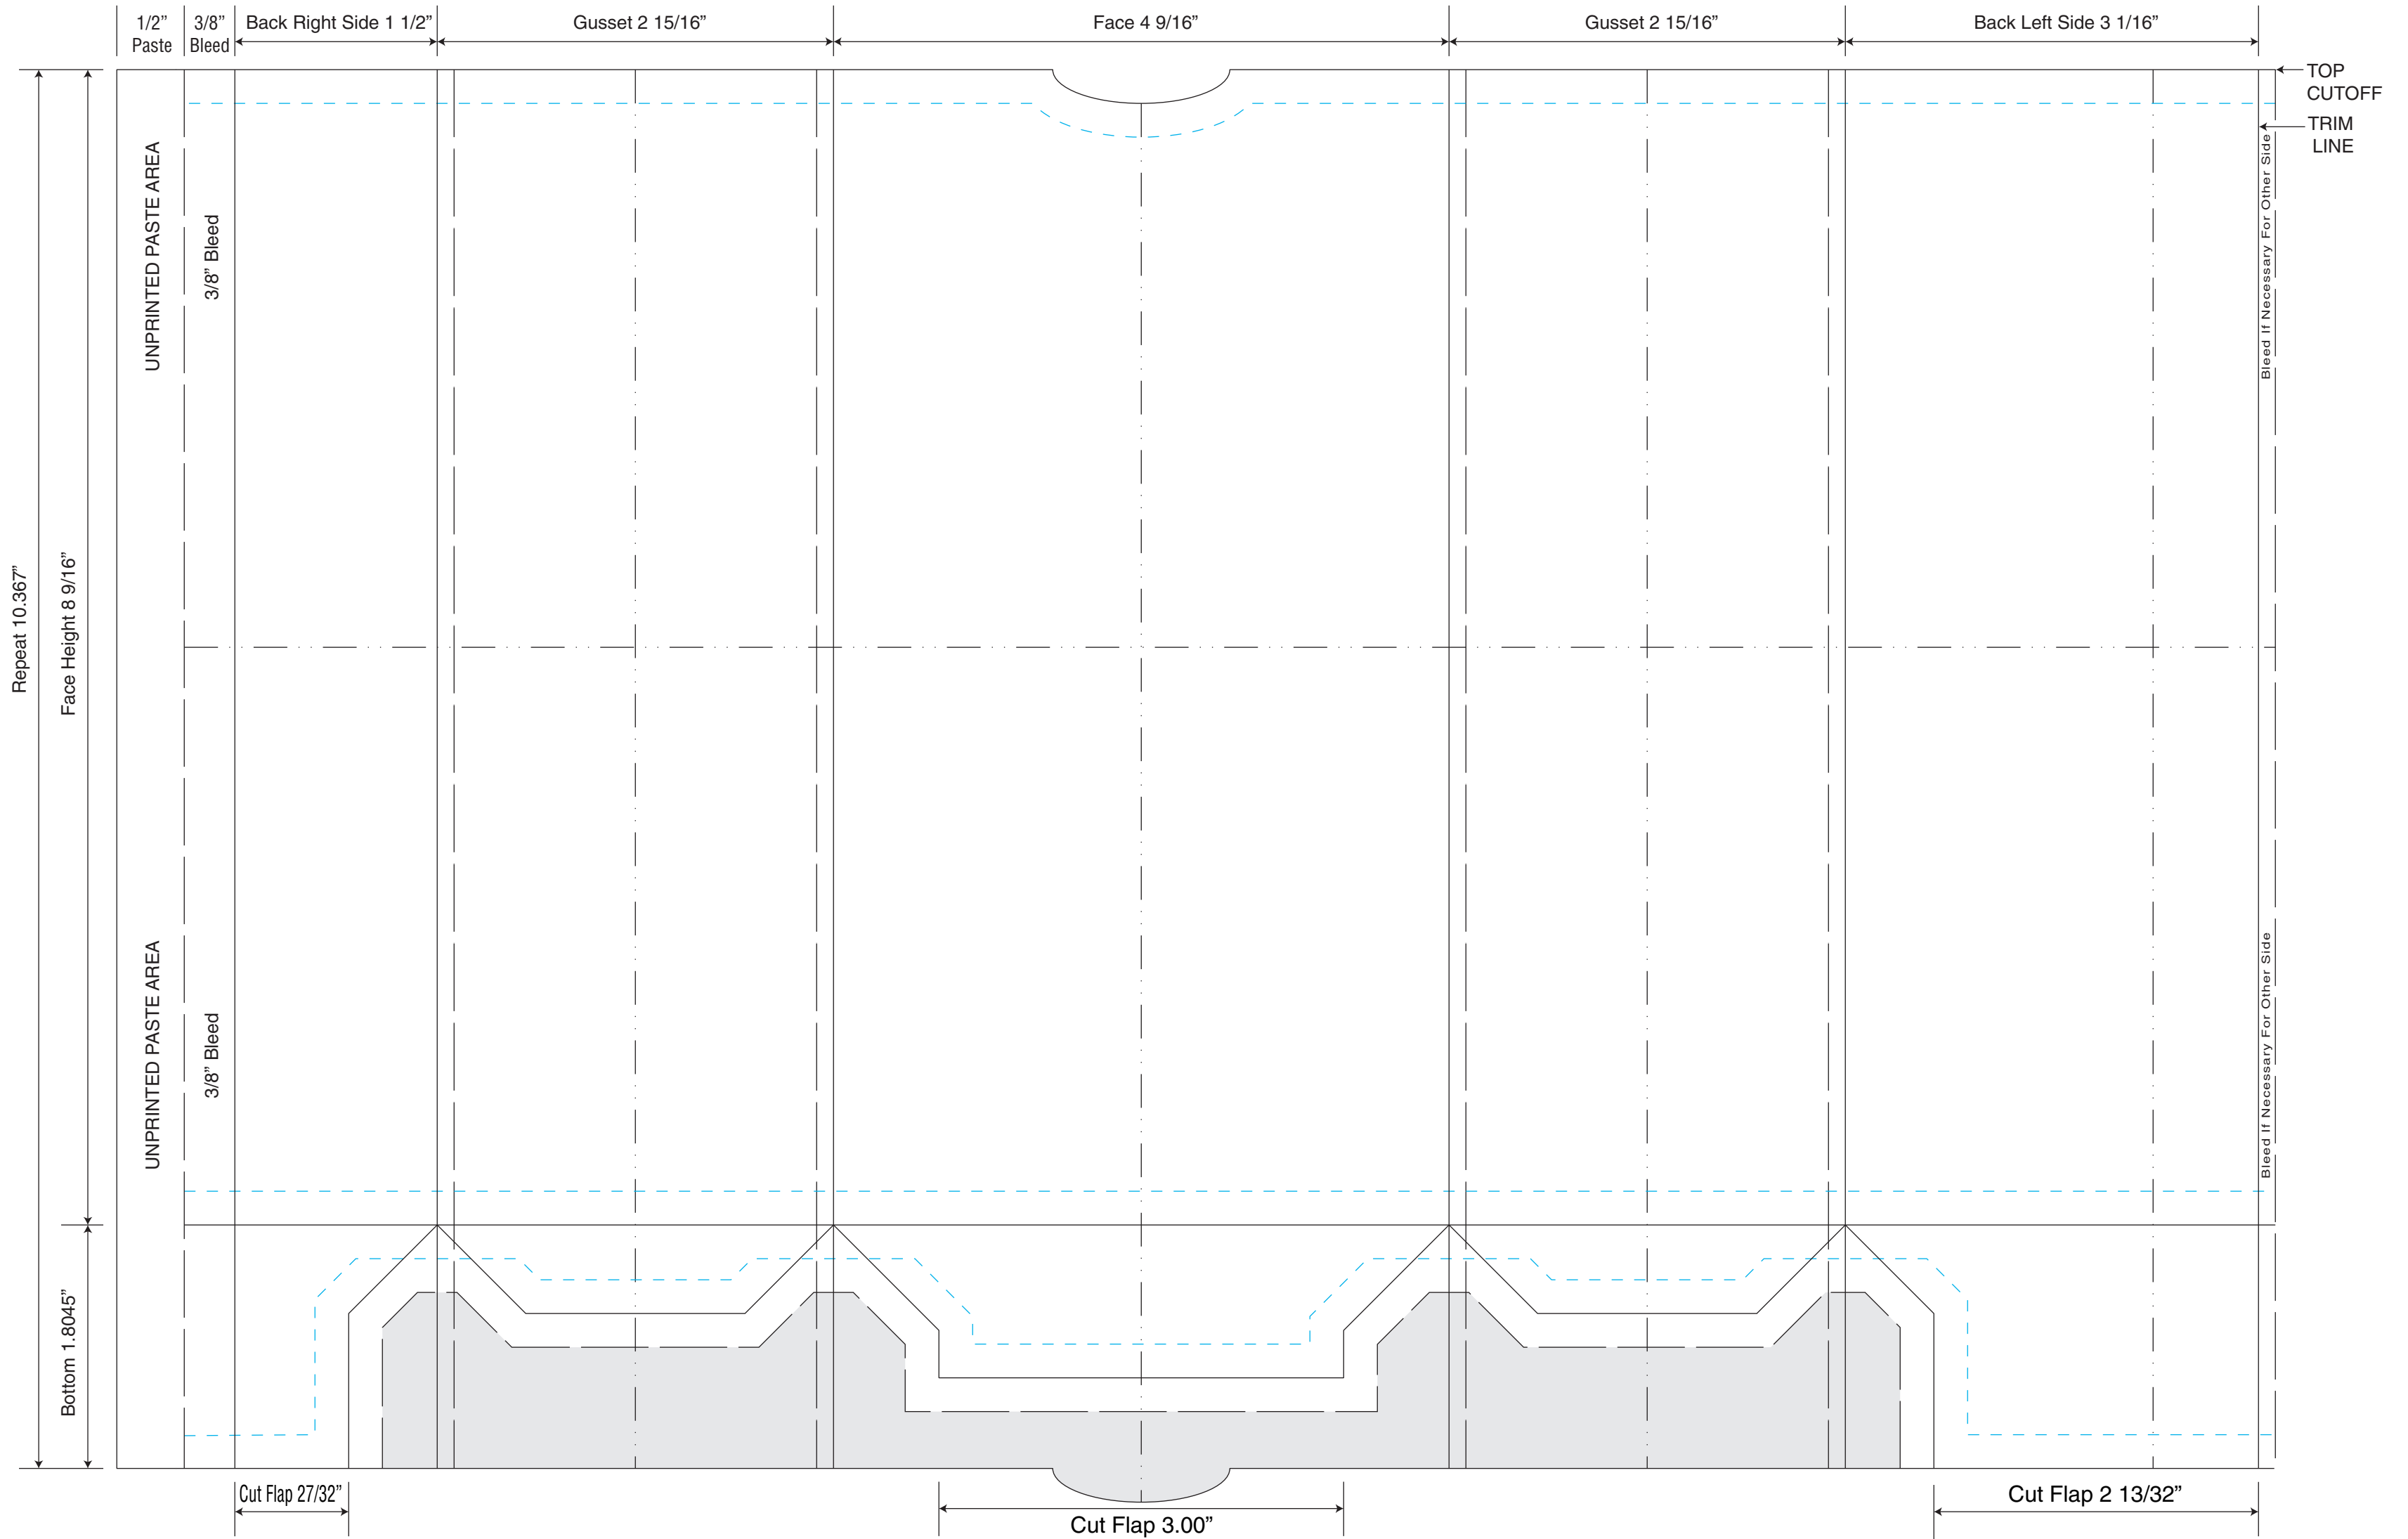 1/2”
Paste
3/8”
Bleed
Back Right Side 1 1/2”
Gusset 2 15/16”
Face 4 9/16”
Gusset 2 15/16”
Back Left Side 3 1/16”
TOP
CUTOFF
TRIM
LINE
UNPRINTED PASTE AREA
3/8” Bleed
Bleed If Necessary For Other Side
Repeat 10.367”
Face Height 8 9/16”
UNPRINTED PASTE AREA
3/8” Bleed
Bleed If Necessary For Other Side
Bottom 1.8045”
Cut Flap 27/32”
Cut Flap 3.00”
Cut Flap 2 13/32”